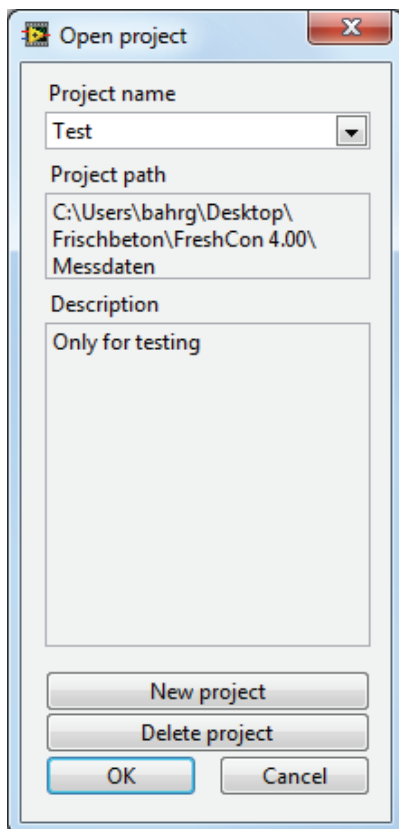 Open project
Project name
Test
Project path
C:\Users\bahrg\Desktop\
Frischbeton\FreshCon 4.00\
Messdaten
Description
Only for testing
New project
Delete project
OK Cancel